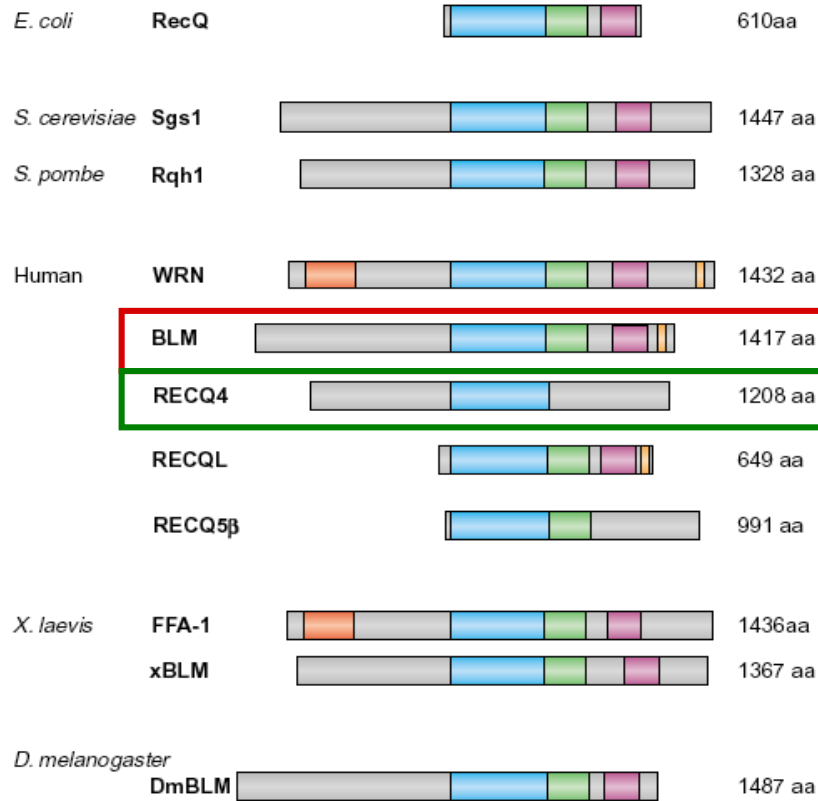 E. coli RecQ 610aa
S. cerevisiae Sgs1 1447 aa
S. pombe Rqh1 1328 aa
Human WRN 1432 aa
BLM 1417 aa
RECQ4 1208 aa
RECQL 649 aa
RECQ5β 991 aa
X. laevis FFA-1 1436aa
xBLM 1367 aa
D. melanogaster
DmBLM 1487 aa